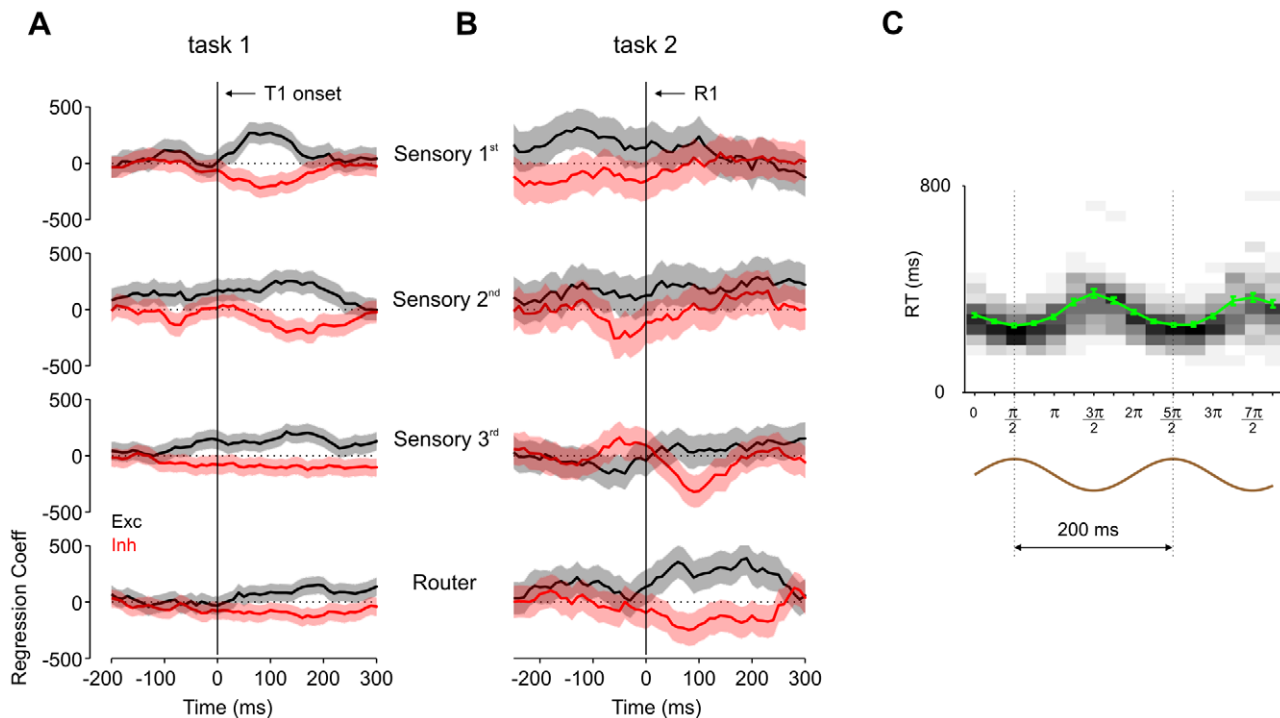 A
task 1
T1 onset
500
0
-500
Sensory 1st
500
0
-500
Sensory 2nd
500
0
-500
Sensory 3rd
Exc
Inh
500
0
-500
Router
Regression Coeff
-200 -100 0 100 200 300
Time (ms)
B
task 2
R1
-200 -100 0 100 200 300
Time (ms)
C
800
0
RT (ms)
0 π/2 π 3π/2 2π 5π/2 3π 7π/2
200 ms